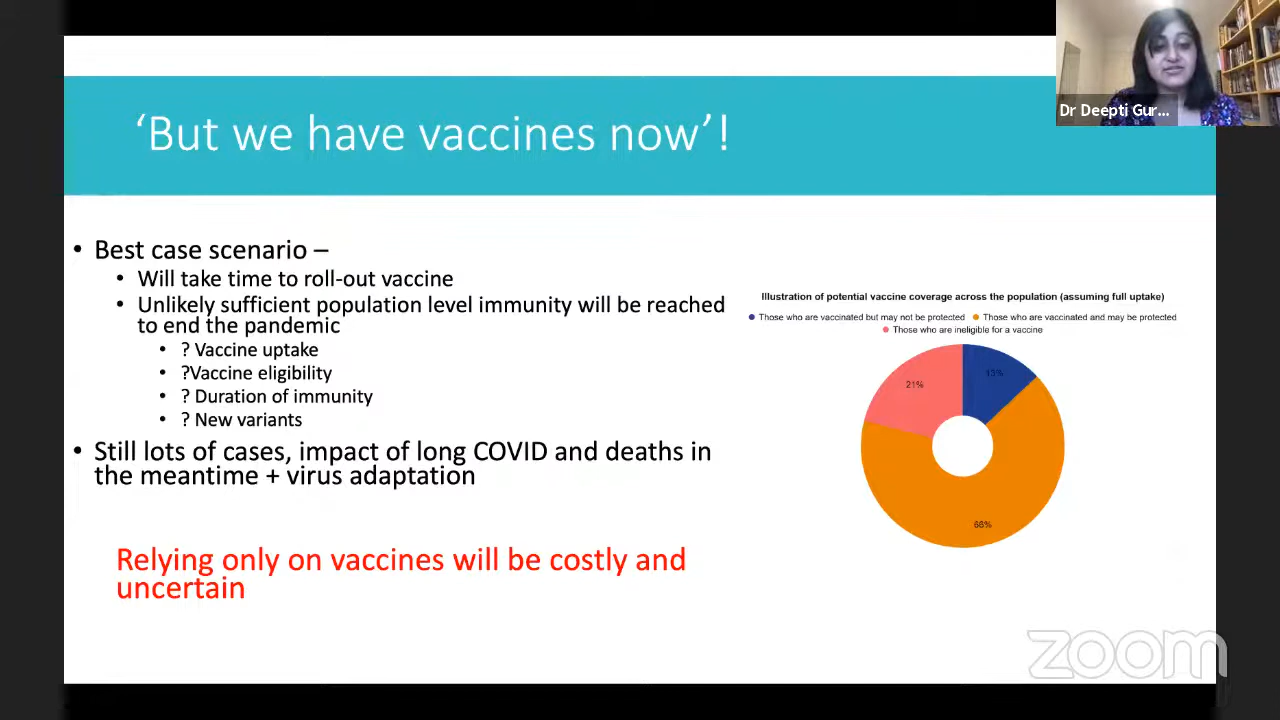 Dr Deepti Gur...
‘But we have vaccines now’!
• Best case scenario –
• Will take time to roll-out vaccine
• Unlikely sufficient population level immunity will be reached
to end the pandemic
• ? Vaccine uptake
• ?Vaccine eligibility
• ? Duration of immunity
• ? New variants
• Still lots of cases, impact of long COVID and deaths in
the meantime + virus adaptation
Relying only on vaccines will be costly and
uncertain
Illustration of potential vaccine coverage across the population (assuming full uptake)
Those who are vaccinated but may not be protected Those who are vaccinated and may be protected
Those who are ineligible for a vaccine
21%
13%
66%
zoom